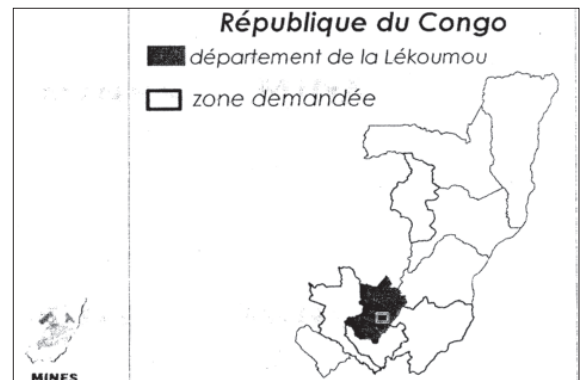 République du Congo
département de la Lékoumou
zone demandée
MINES